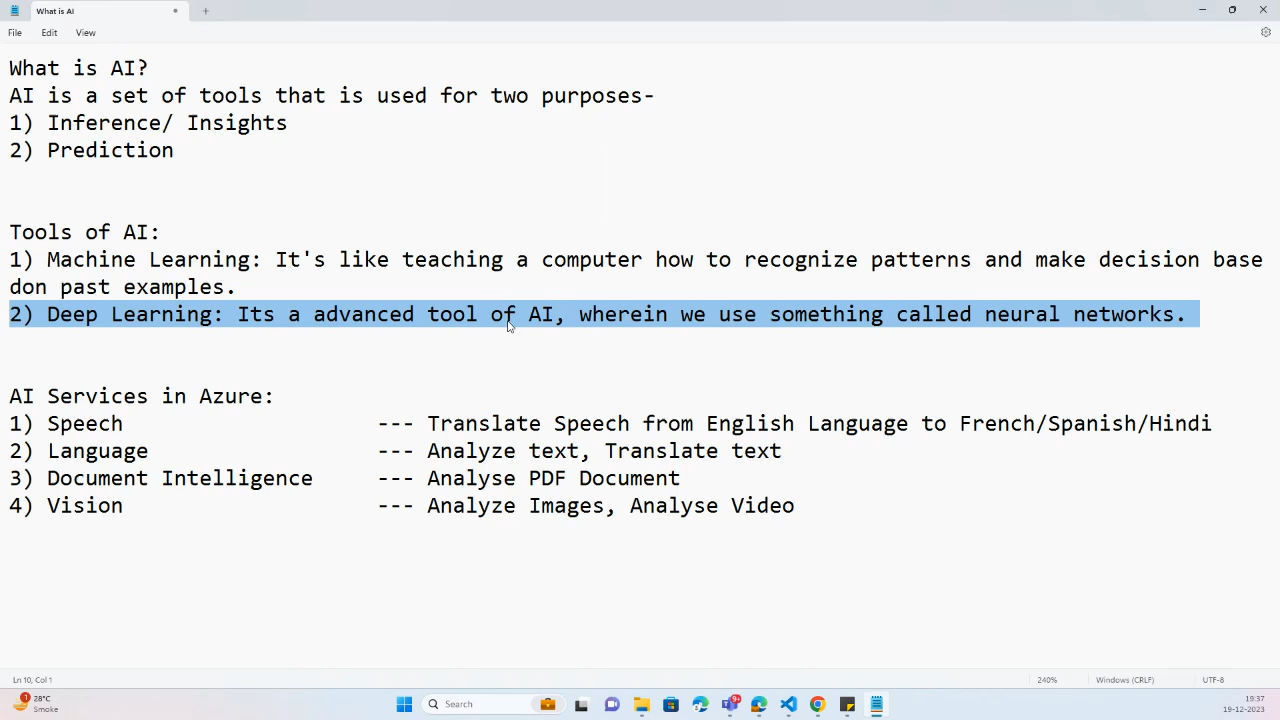 What is AI
File Edit View
What is AI?
AI is a set of tools that is used for two purposes-
1) Inference/ Insights
2) Prediction
Tools of AI:
1) Machine Learning: It's like teaching a computer how to recognize patterns and make decision base
don past examples.
2) Deep Learning: Its a advanced tool of AI, wherein we use something called neural networks.
AI Services in Azure:
1) Speech --- Translate Speech from English Language to French/Spanish/Hindi
2) Language --- Analyze text, Translate text
3) Document Intelligence --- Analyse PDF Document
4) Vision --- Analyze Images, Analyse Video
Ln 10, Col 1 240% Windows (CRLF) UTF-8
1 28°C Search 9+ 19:37
Smoke 19-12-2023